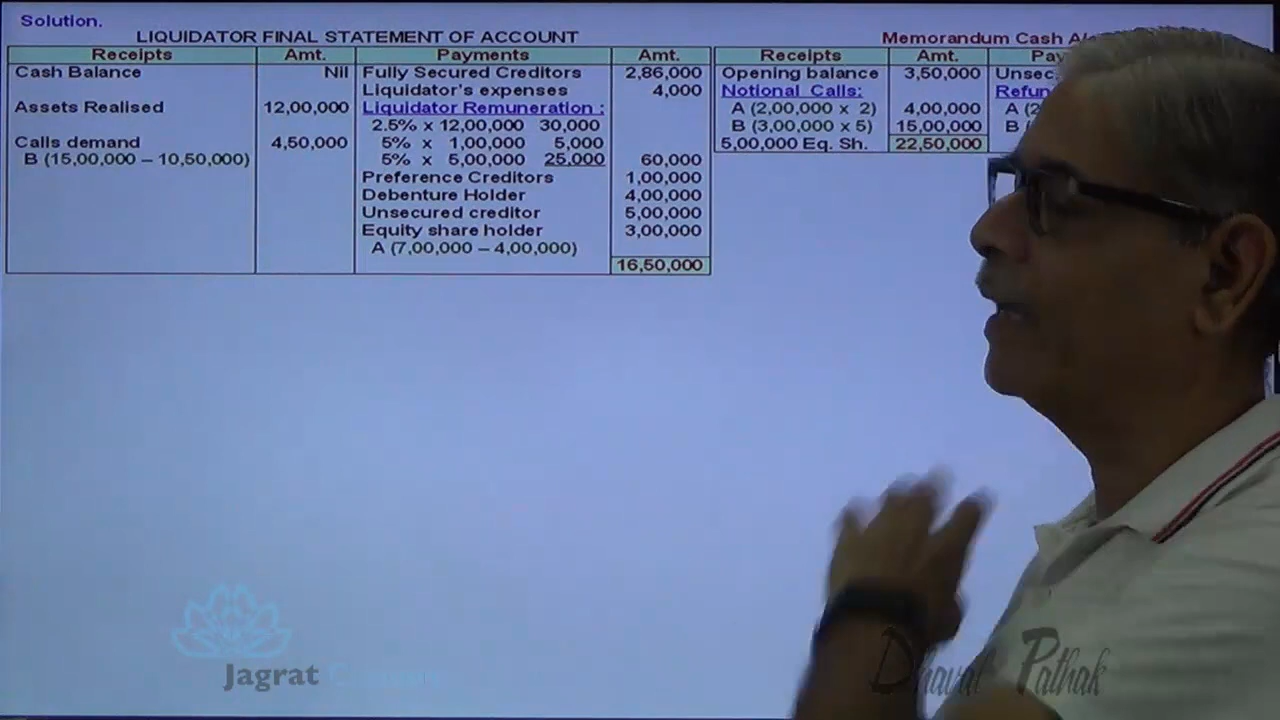 Solution.
LIQUIDATOR FINAL STATEMENT OF ACCOUNT
Receipts Amt. Payments Amt.
Cash Balance Nil Fully Secured Creditors 2,86,000
Liquidator's expenses 4,000
Assets Realised 12,00,000 Liquidator Remuneration :
2.5% x 12,00,000 30,000
Calls demand 4,50,000 5% x 1,00,000 5,000
B (15,00,000 – 10,50,000) 5% x 5,00,000 25,000 60,000
Preference Creditors 1,00,000
Debenture Holder 4,00,000
Unsecured creditor 5,00,000
Equity share holder 3,00,000
A (7,00,000 – 4,00,000)
16,50,000
Memorandum Cash
Receipts Amt.
Opening balance 3,50,000
Notional Calls:
A (2,00,000 x 2) 4,00,000
B (3,00,000 x 5) 15,00,000
5,00,000 Eq. Sh. 22,50,000
Jagrat
Dhaval Pathak